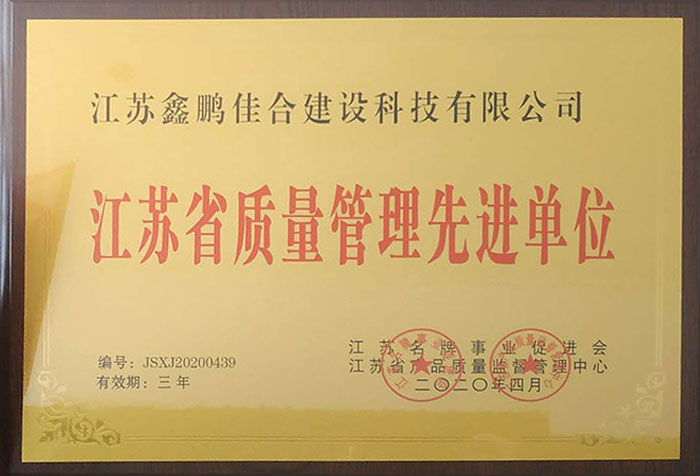 江苏鑫鹏佳合建设科技有限公司
江苏省质量管理先进单位
编号：JSXJ20200439
有效期：三年
江苏名牌事业促进会
江苏省产品质量监督管理中心
二〇二〇年四月